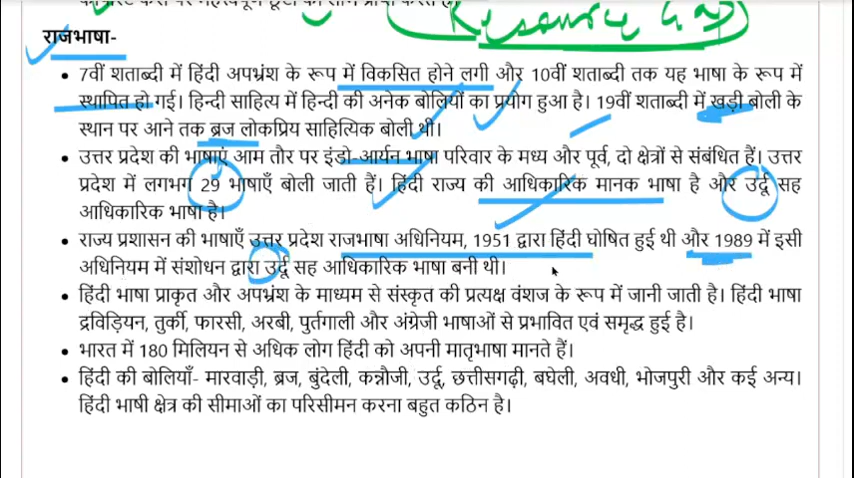 Resource Gap
राजभाषा-
• 7वीं शताब्दी में हिंदी अपभ्रंश के रूप में विकसित होने लगी और 10वीं शताब्दी तक यह भाषा के रूप में
स्थापित हो गई। हिन्दी साहित्य में हिन्दी की अनेक बोलियों का प्रयोग हुआ है। 19वीं शताब्दी में खड़ी बोली के
स्थान पर आने तक ब्रज लोकप्रिय साहित्यिक बोली थी।
• उत्तर प्रदेश की भाषाएं आम तौर पर इंडो-आर्यन भाषा परिवार के मध्य और पूर्व, दो क्षेत्रों से संबंधित हैं। उत्तर
प्रदेश में लगभग 29 भाषाएँ बोली जाती हैं। हिंदी राज्य की आधिकारिक मानक भाषा है और उर्दू सह
आधिकारिक भाषा है।
• राज्य प्रशासन की भाषाएँ उत्तर प्रदेश राजभाषा अधिनियम, 1951 द्वारा हिंदी घोषित हुई थी और 1989 में इसी
अधिनियम में संशोधन द्वारा उर्दू सह आधिकारिक भाषा बनी थी।
• हिंदी भाषा प्राकृत और अपभ्रंश के माध्यम से संस्कृत की प्रत्यक्ष वंशज के रूप में जानी जाती है। हिंदी भाषा
द्रविड़ियन, तुर्की, फारसी, अरबी, पुर्तगाली और अंग्रेजी भाषाओं से प्रभावित एवं समृद्ध हुई है।
• भारत में 180 मिलियन से अधिक लोग हिंदी को अपनी मातृभाषा मानते हैं।
• हिंदी की बोलियाँ- मारवाड़ी, ब्रज, बुंदेली, कन्नौजी, उर्दू, छत्तीसगढ़ी, बघेली, अवधी, भोजपुरी और कई अन्य।
हिंदी भाषी क्षेत्र की सीमाओं का परिसीमन करना बहुत कठिन है।